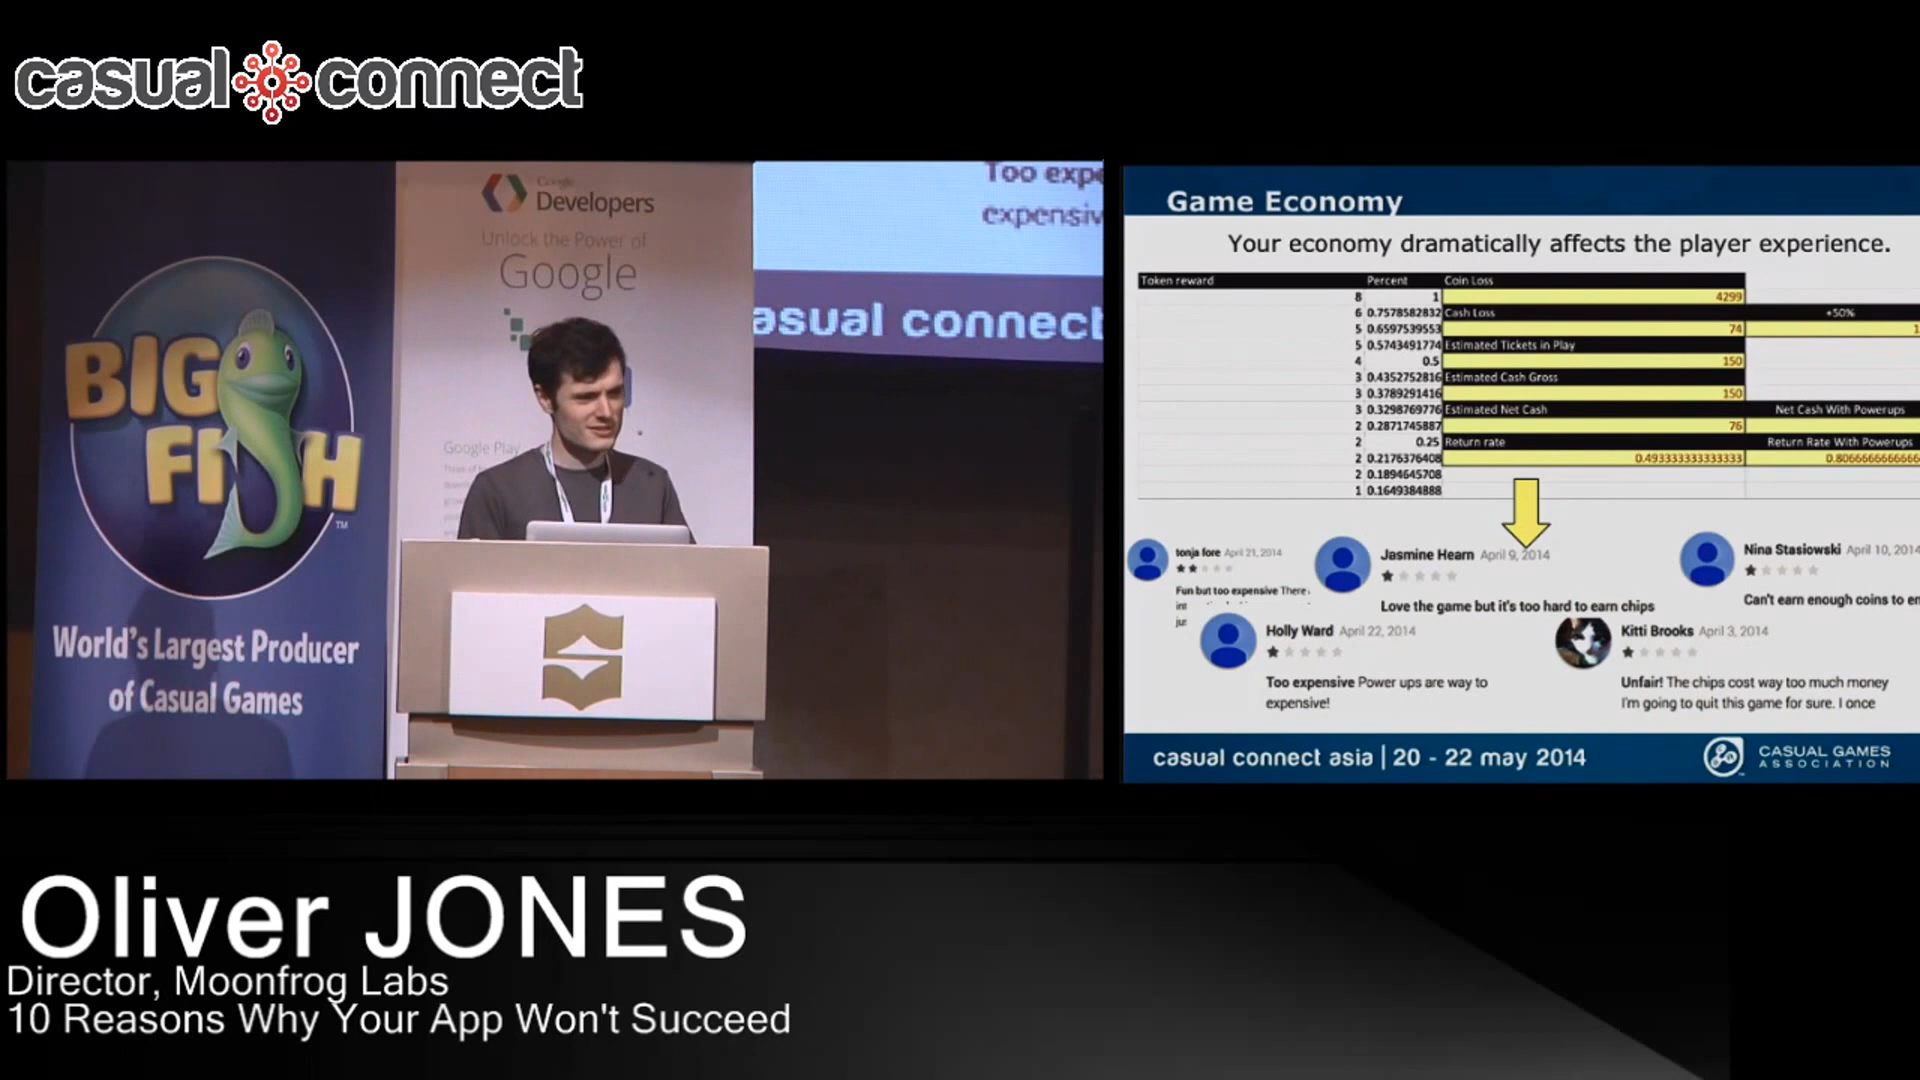 casual connect
Google
Developers
Unlock the Power of
Google
Google Play
BIG
FISH
TM
World's Largest Producer
of Casual Games
Too
asual connect
Game Economy
Your economy dramatically affects the player experience.
Token reward Percent Coin Loss
8 1 4299
6 0.7578582832 Cash Loss +50%
5 0.6597539553 74
5 0.5743491774 Estimated Tickets in Play
4 0.5 150
3 0.4352752816 Estimated Cash Gross
3 0.3789291416 150
3 0.3298769776 Estimated Net Cash Net Cash With Powerups
2 0.2871745887 76
2 0.25 Return rate Return Rate With Powerups
2 0.2176376408 0.493333333333333 0.8066666666666
2 0.1894645708
1 0.1649384888
tonja fore April 21, 2014
Fun but too expensive There
Jasmine Hearn April 9, 2014
Love the game but it's too hard to earn chips
Nina Stasiowski April 10, 2014
Can't earn enough coins to en
Holly Ward April 22, 2014
Too expensive Power ups are way to
expensive!
Kitti Brooks April 3, 2014
Unfair! The chips cost way too much money
I'm going to quit this game for sure. I once
casual connect asia | 20 - 22 may 2014
CASUAL GAMES
ASSOCIATION
Oliver JONES
Director, Moonfrog Labs
10 Reasons Why Your App Won't Succeed